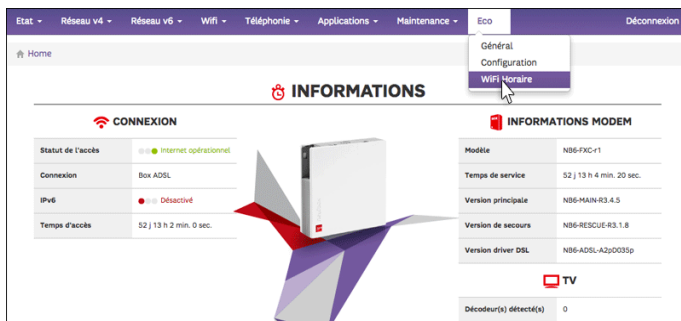 Etat Réseau v4 Réseau v6 Wifi Téléphonie Applications Maintenance Eco Déconnexion
Général
Configuration
WiFi Horaire
Home
INFORMATIONS
CONNEXION
Statut de l'accès Internet opérationnel
Connexion Box ADSL
IPv6 Désactivé
Temps d'accès 52 j 13 h 2 min. 0 sec.
INFORMATIONS MODEM
Modèle NB6-FXC-r1
Temps de service 52 j 13 h 4 min. 20 sec.
Version principale NB6-MAIN-R3.4.5
Version de secours NB6-RESCUE-R3.1.8
Version driver DSL NB6-ADSL-A2pD035p
TV
Décodeur(s) détecté(s) 0